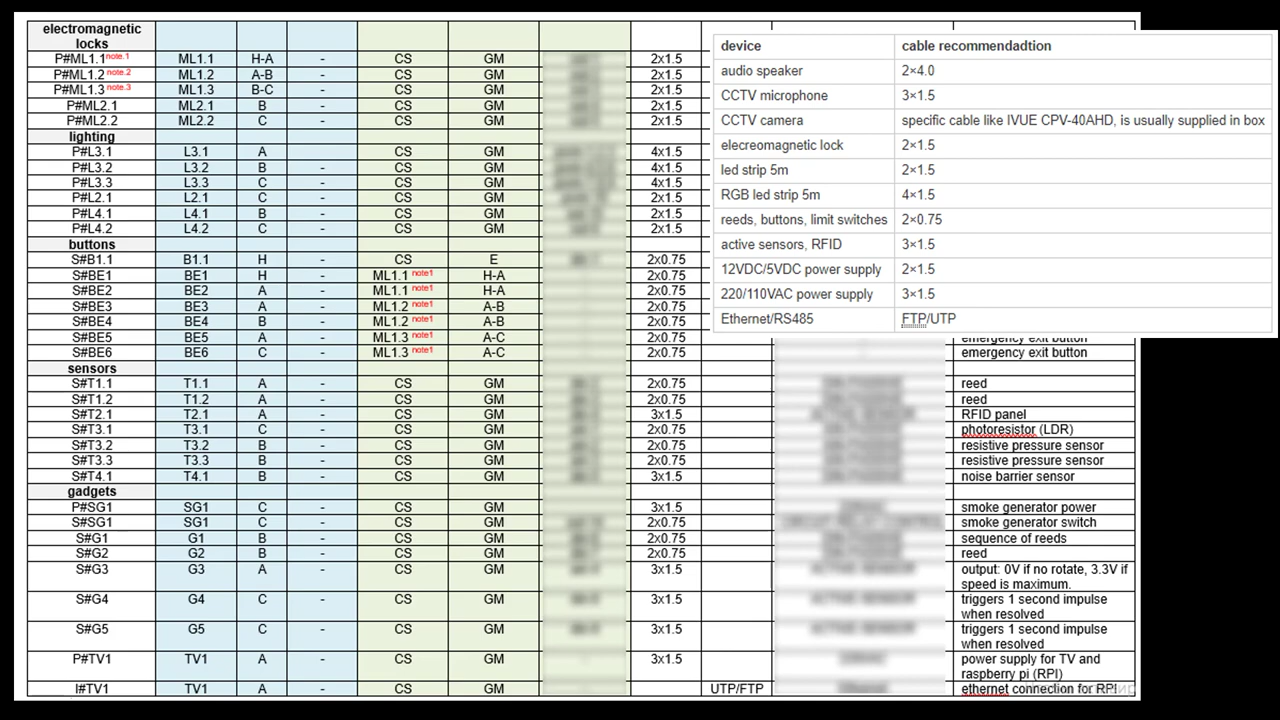 electromagnetic
locks
P#ML1.1 note.1 ML1.1 H-A - CS GM 2x1.5
P#ML1.2 note.2 ML1.2 A-B - CS GM 2x1.5
P#ML1.3 note.3 ML1.3 B-C - CS GM 2x1.5
P#ML2.1 ML2.1 B - CS GM 2x1.5
P#ML2.2 ML2.2 C - CS GM 2x1.5
lighting
P#L3.1 L3.1 A CS GM 4x1.5
P#L3.2 L3.2 B - CS GM 4x1.5
P#L3.3 L3.3 C - CS GM 4x1.5
P#L2.1 L2.1 C - CS GM 2x1.5
P#L4.1 L4.1 B - CS GM 2x1.5
P#L4.2 L4.2 C - CS GM 2x1.5
buttons
S#B1.1 B1.1 H - CS E 2x0.75
S#BE1 BE1 H - ML1.1 note1 H-A 2x0.75
S#BE2 BE2 A - ML1.1 note1 H-A 2x0.75
S#BE3 BE3 A - ML1.2 note1 A-B 2x0.75
S#BE4 BE4 B - ML1.2 note1 A-B 2x0.75
S#BE5 BE5 A - ML1.3 note1 A-C 2x0.75 emergency exit button
S#BE6 BE6 C - ML1.3 note1 A-C 2x0.75 emergency exit button
sensors
S#T1.1 T1.1 A - CS GM 2x0.75 reed
S#T1.2 T1.2 A - CS GM 2x0.75 reed
S#T2.1 T2.1 A - CS GM 3x1.5 RFID panel
S#T3.1 T3.1 C - CS GM 2x0.75 photoresistor (LDR)
S#T3.2 T3.2 B - CS GM 2x0.75 resistive pressure sensor
S#T3.3 T3.3 B - CS GM 2x0.75 resistive pressure sensor
S#T4.1 T4.1 B - CS GM 3x1.5 noise barrier sensor
gadgets
P#SG1 SG1 C - CS GM 3x1.5 smoke generator power
S#SG1 SG1 C - CS GM 2x0.75 smoke generator switch
S#G1 G1 B - CS GM 2x0.75 sequence of reeds
S#G2 G2 B - CS GM 2x0.75 reed
S#G3 G3 A - CS GM 3x1.5 output: 0V if no rotate, 3.3V if
speed is maximum.
S#G4 G4 C - CS GM 3x1.5 triggers 1 second impulse
when resolved
S#G5 G5 C - CS GM 3x1.5 triggers 1 second impulse
when resolved
P#TV1 TV1 A - CS GM 3x1.5 power supply for TV and
raspberry pi (RPI)
I#TV1 TV1 A - CS GM UTP/FTP ethernet connection for RPI
device cable recommendadtion
audio speaker 2×4.0
CCTV microphone 3×1.5
CCTV camera specific cable like IVUE CPV-40AHD, is usually supplied in box
elecreomagnetic lock 2×1.5
led strip 5m 2×1.5
RGB led strip 5m 4×1.5
reeds, buttons, limit switches 2×0.75
active sensors, RFID 3×1.5
12VDC/5VDC power supply 2×1.5
220/110VAC power supply 3×1.5
Ethernet/RS485 FTP/UTP